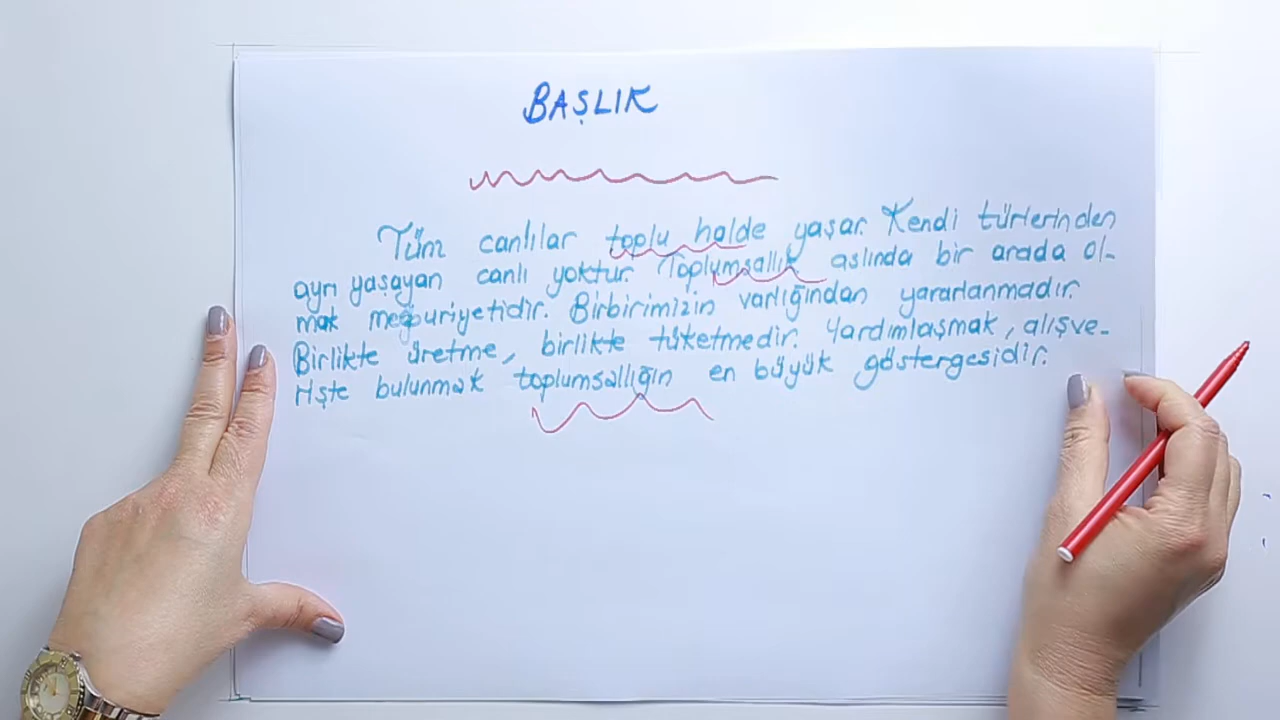 BAŞLIK
Tüm canlılar toplu halde yaşar. Kendi türlerinden
ayrı yaşayan canlı yoktur. Toplumsallık aslında bir arada ol-
mak meğburiyetidir. Birbirimizin varlığından yararlanmadır.
Birlikte üretme, birlikte tüketmedir. Yardımlaşmak, alışve-
rişte bulunmak toplumsallığın en büyük göstergesidir.